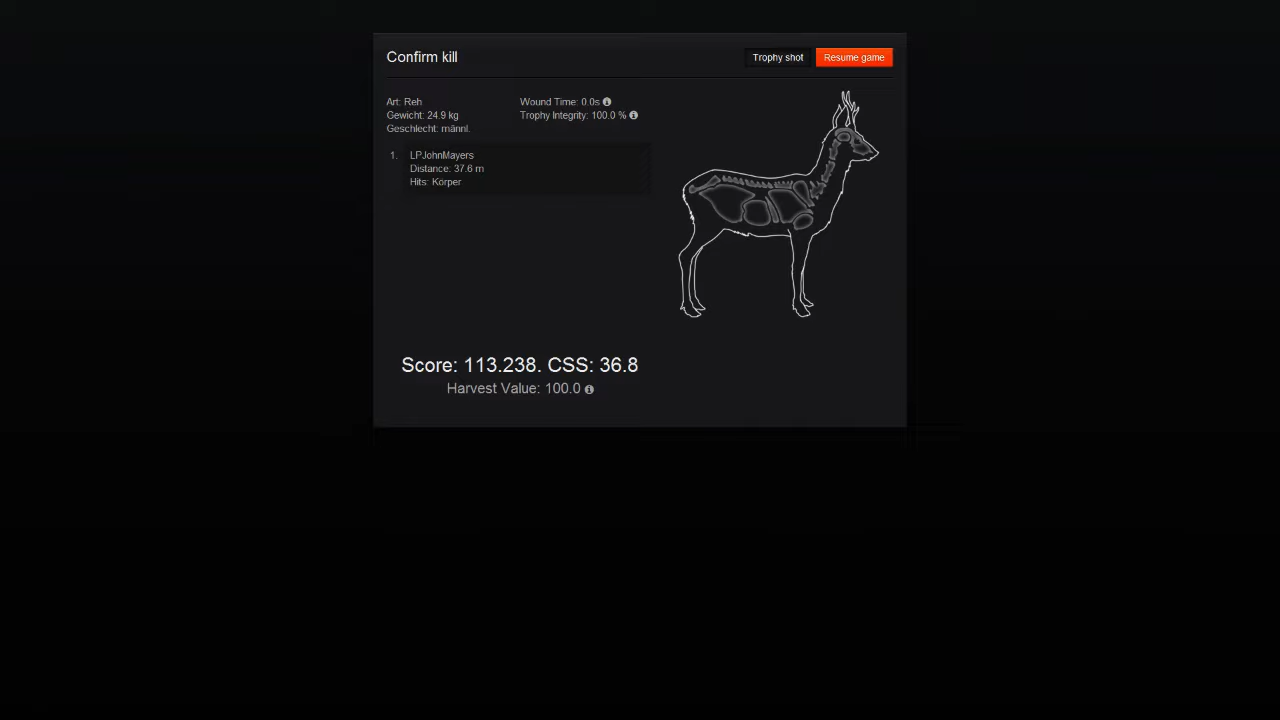 Confirm kill
Trophy shot
Resume game
Art: Reh
Gewicht: 24.9 kg
Geschlecht: männl.
Wound Time: 0.0s
Trophy Integrity: 100.0 %
1. LPJohnMayers
Distance: 37.6 m
Hits: Körper
Score: 113.238. CSS: 36.8
Harvest Value: 100.0